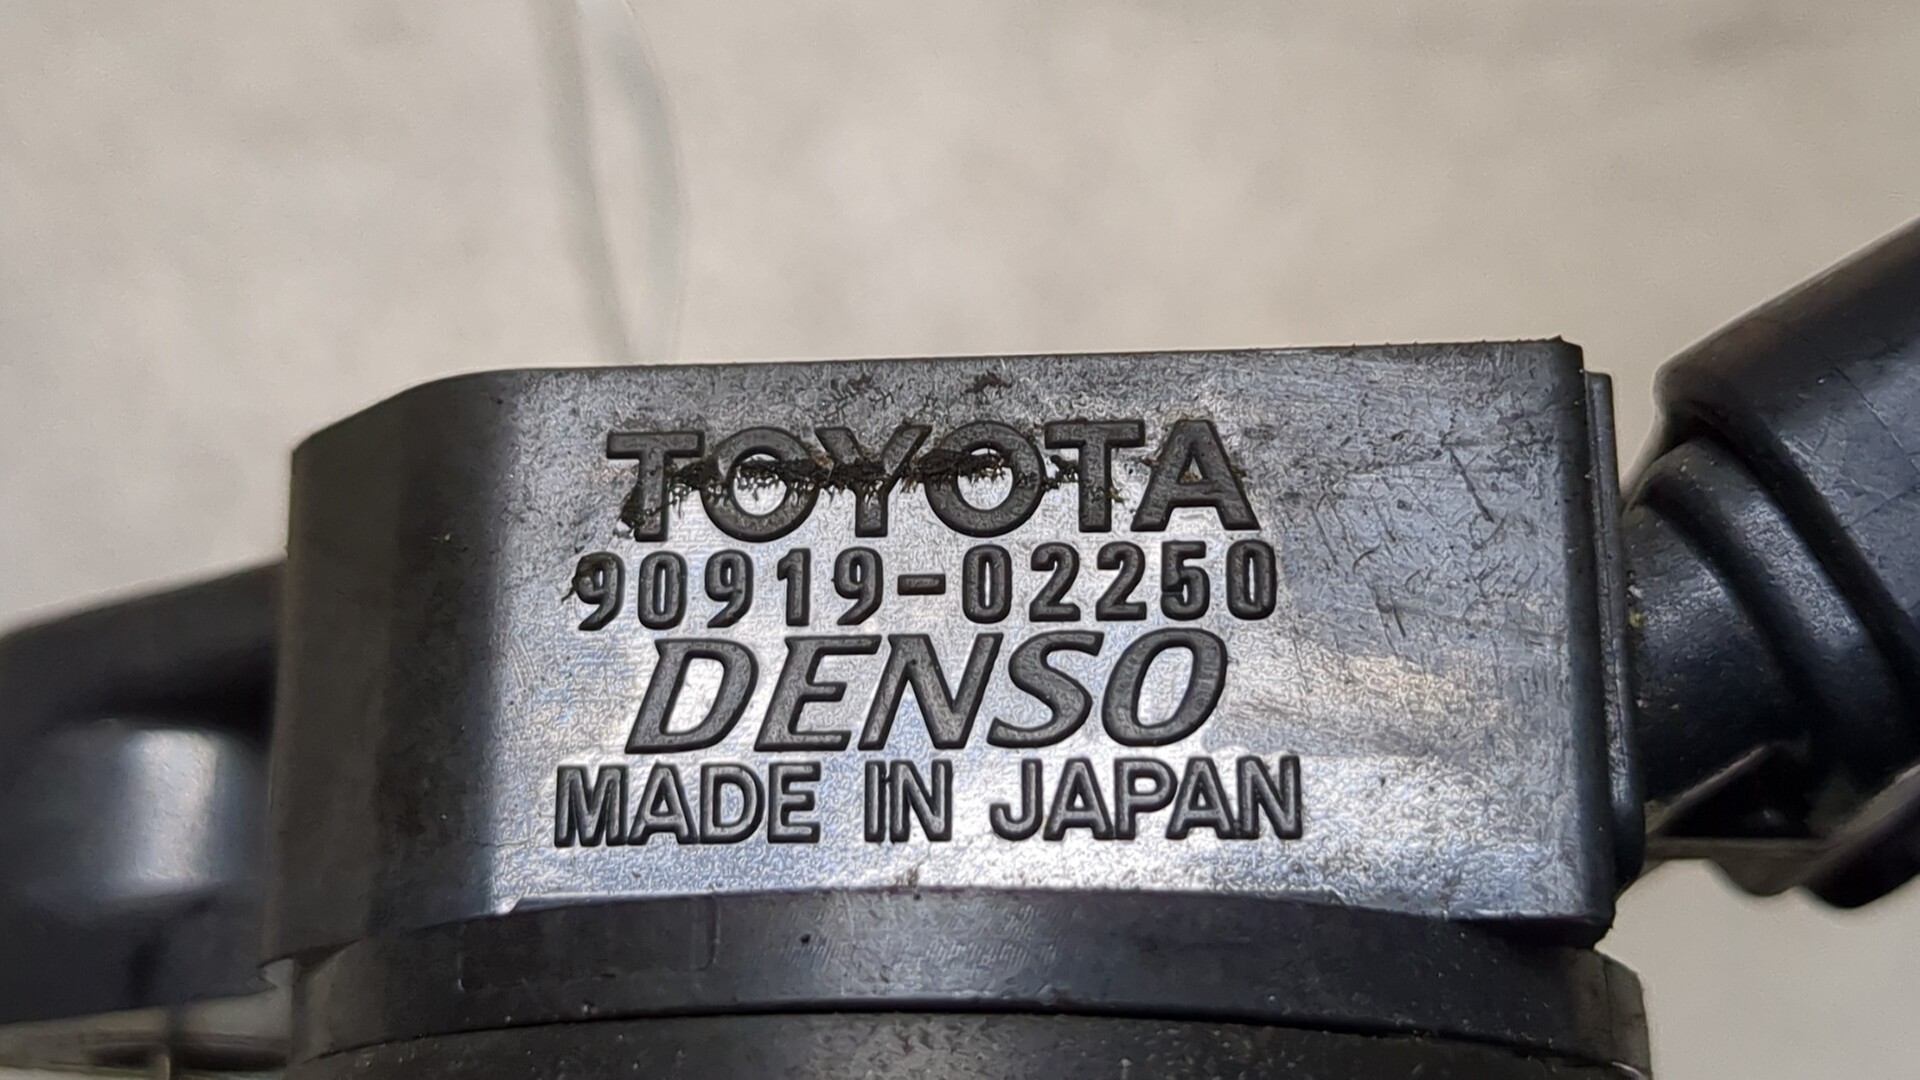 TOYOTA
90919-02250
DENSO
MADE IN JAPAN